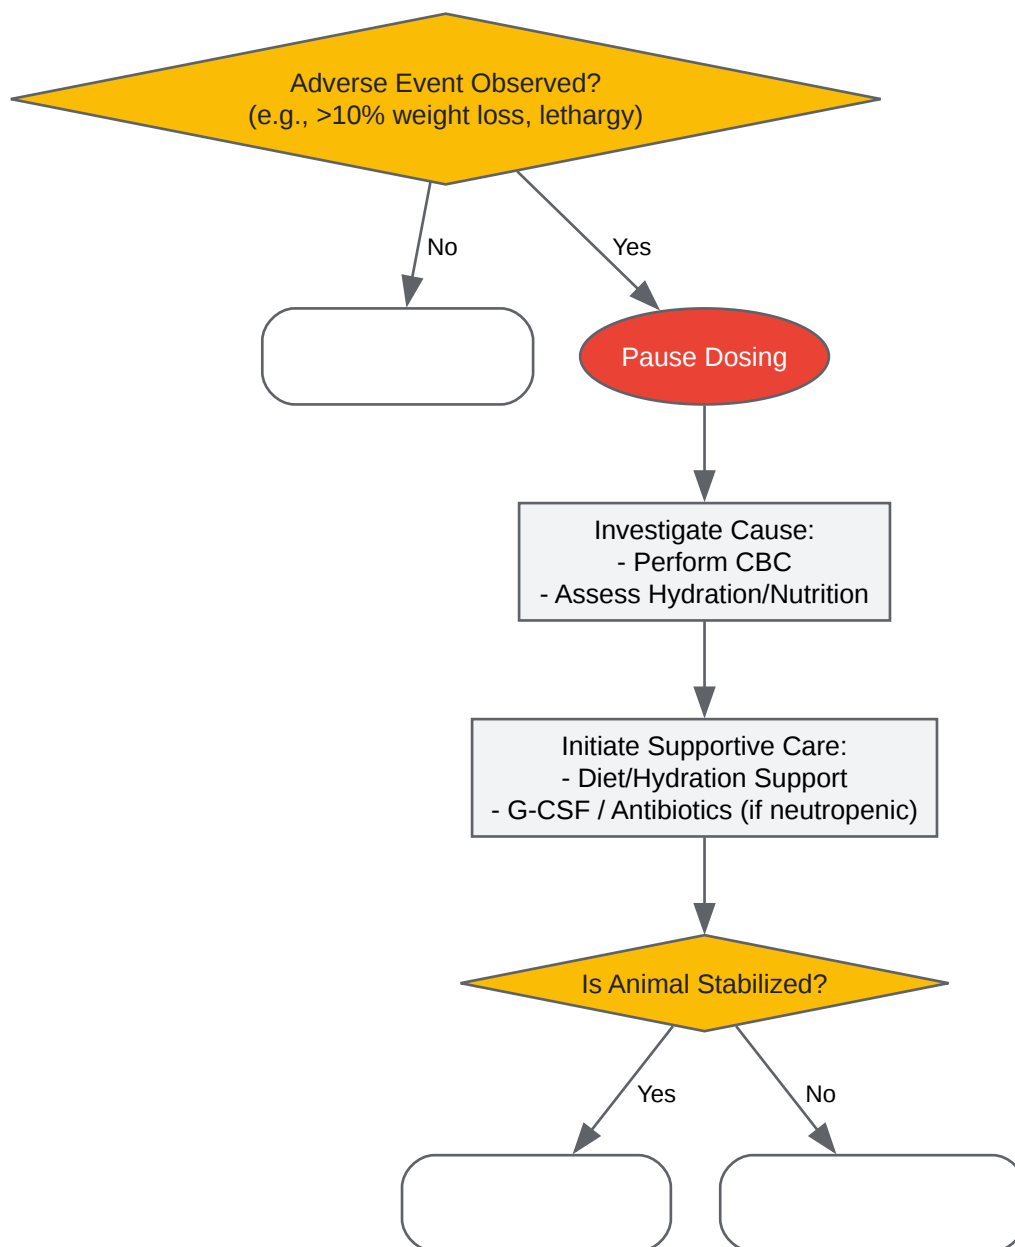 Adverse Event Observed?
(e.g., >10% weight loss, lethargy)
No
Yes
Pause Dosing
Investigate Cause:
- Perform CBC
- Assess Hydration/Nutrition
Initiate Supportive Care:
- Diet/Hydration Support
- G-CSF / Antibiotics (if neutropenic)
Is Animal Stabilized?
Yes
No